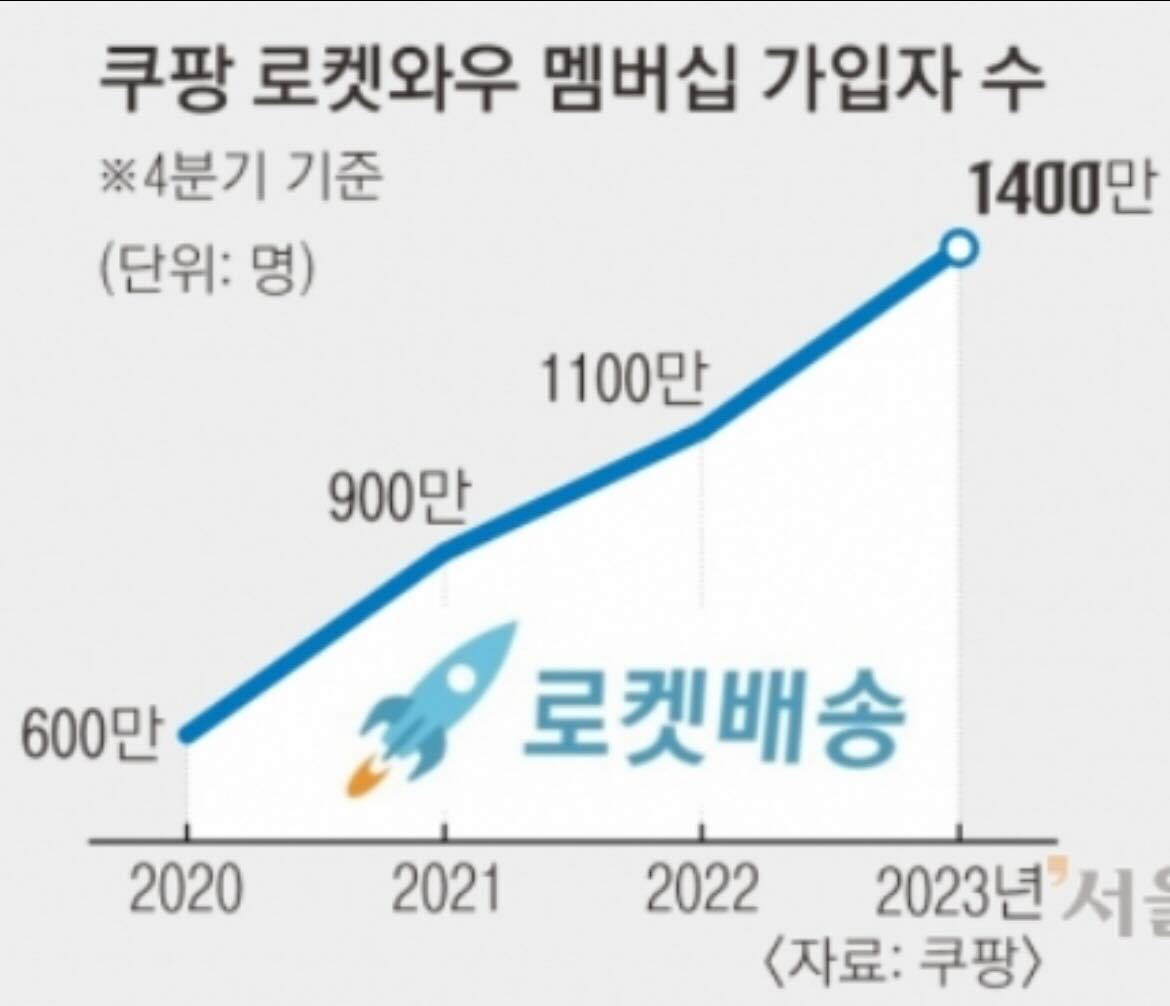 쿠팡 로켓와우 멤버십 가입자 수
※4분기 기준
(단위: 명)
1400만
1100만
900만
600만
로켓배송
2020 2021 2022 2023년
〈자료: 쿠팡〉